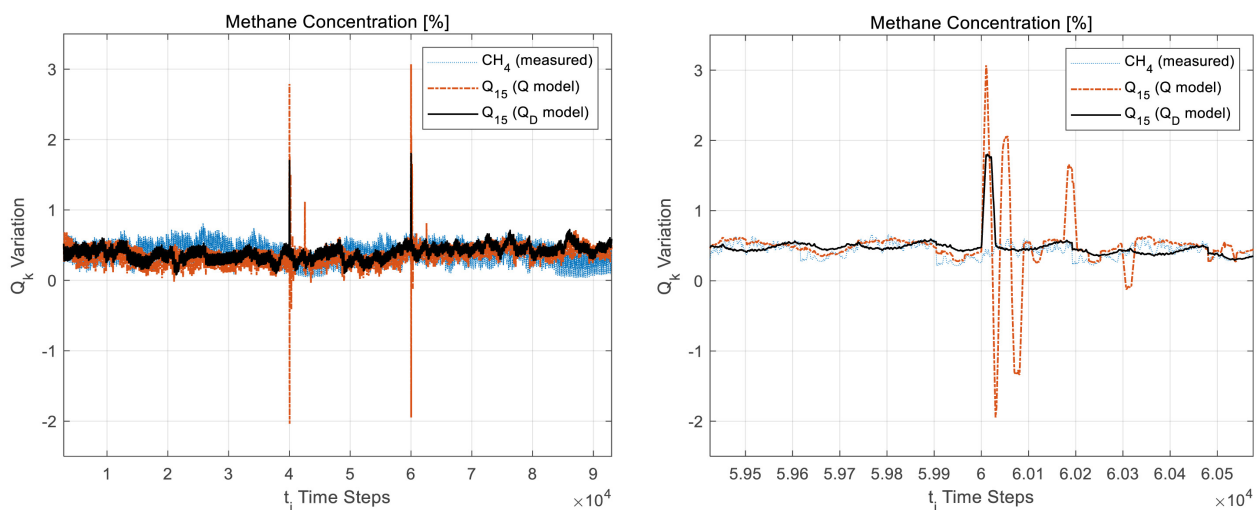 Methane Concentration [%]
CH4 (measured)
Q15 (Q model)
Q15 (QD model)
Qk Variation
3
2
1
0
-1
-2
1 2 3 4 5 6 7 8 9
×10^4
ti Time Steps
Methane Concentration [%]
CH4 (measured)
Q15 (Q model)
Q15 (QD model)
Qk Variation
3
2
1
0
-1
-2
5.95 5.96 5.97 5.98 5.99 6 6.01 6.02 6.03 6.04 6.05
×10^4
ti Time Steps